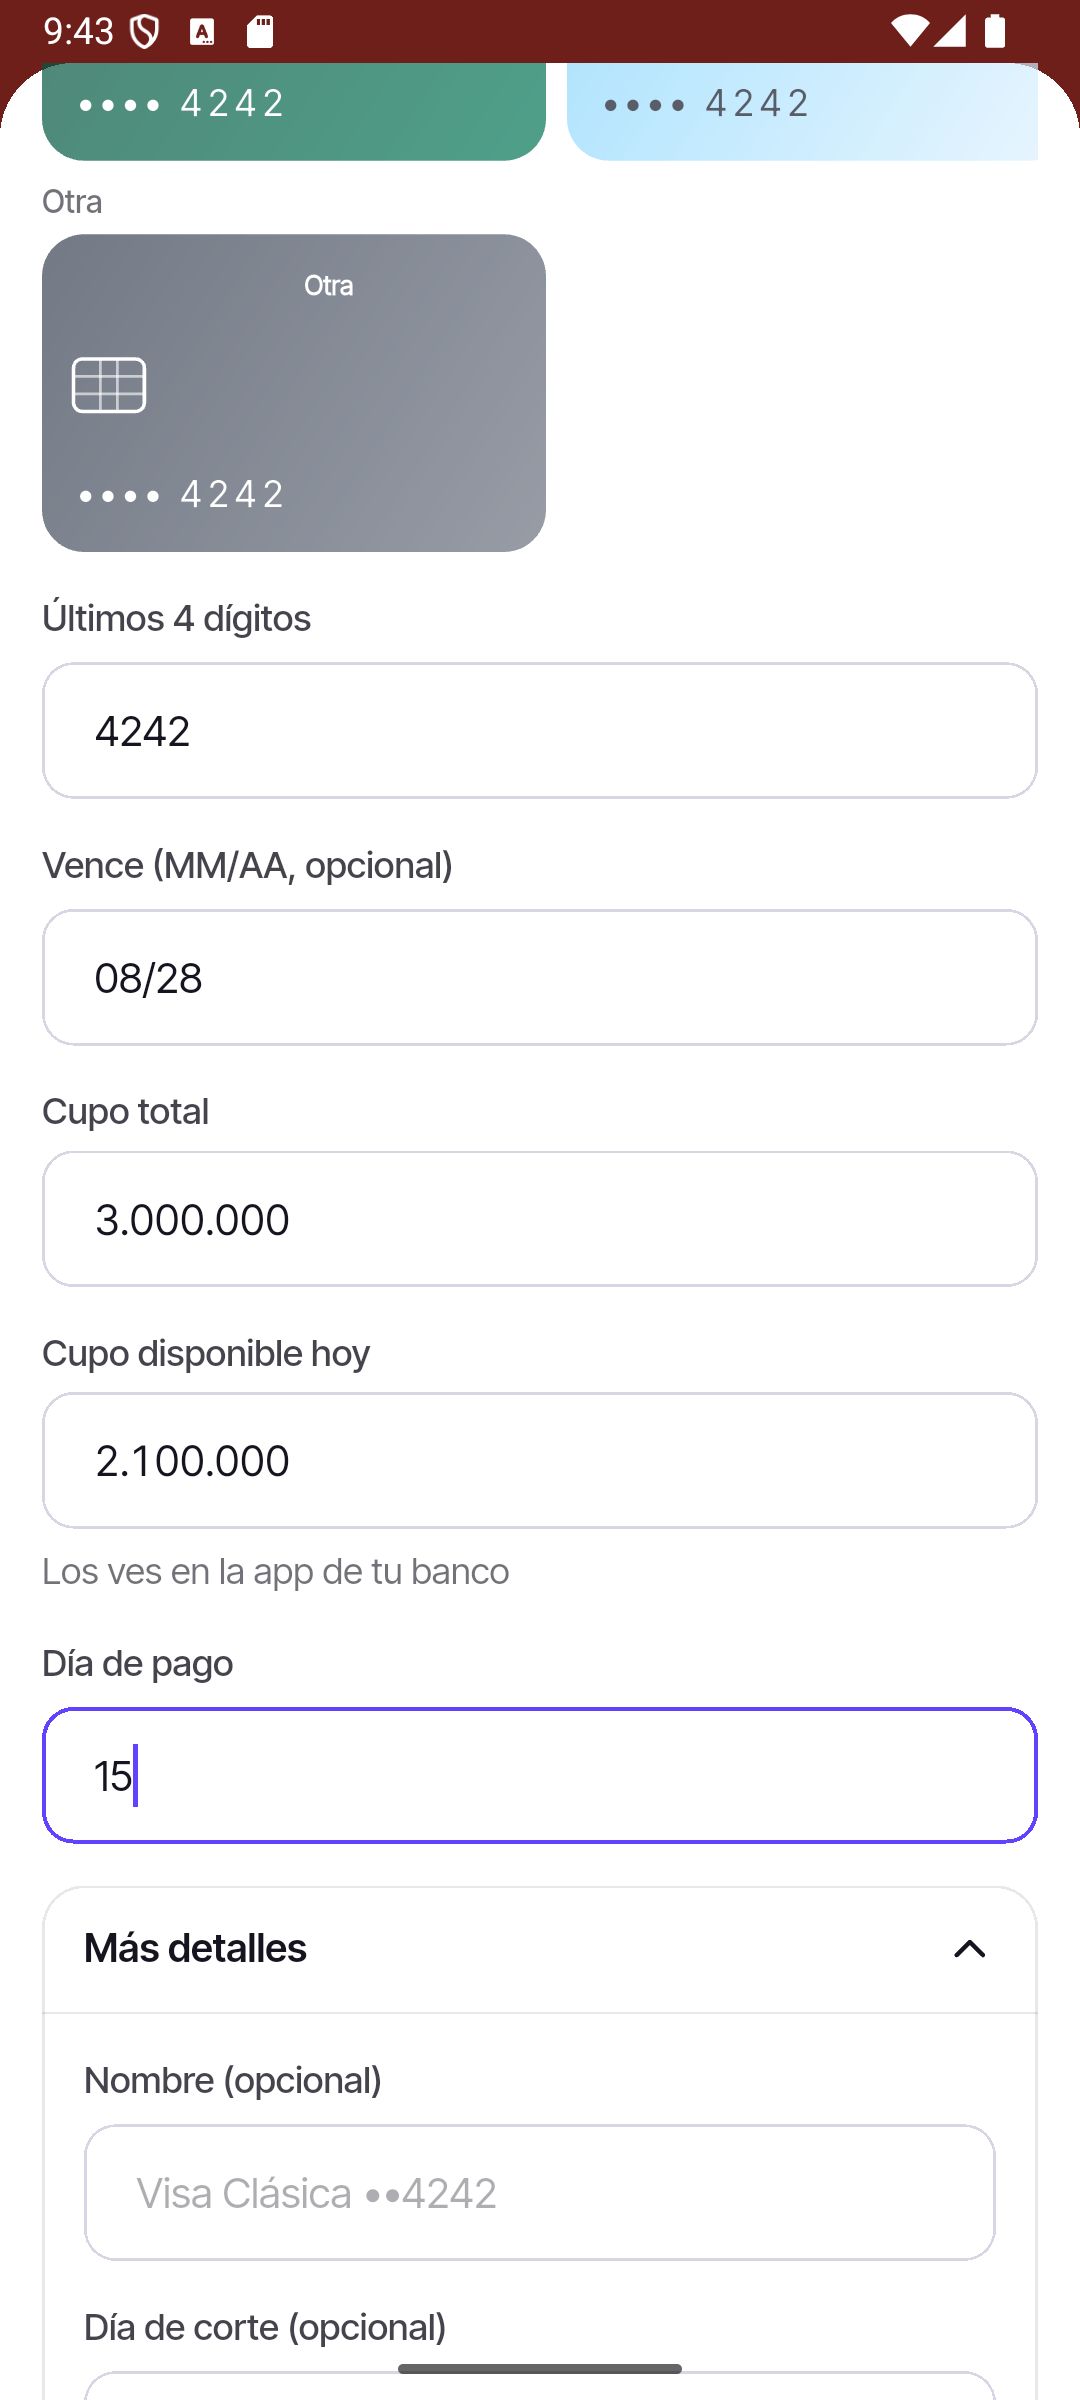 9:43
•••• 4242
•••• 4242
Otra
Otra
•••• 4242
Últimos 4 dígitos
4242
Vence (MM/AA, opcional)
08/28
Cupo total
3.000.000
Cupo disponible hoy
2.100.000
Los ves en la app de tu banco
Día de pago
15
Más detalles
Nombre (opcional)
Visa Clásica ••4242
Día de corte (opcional)